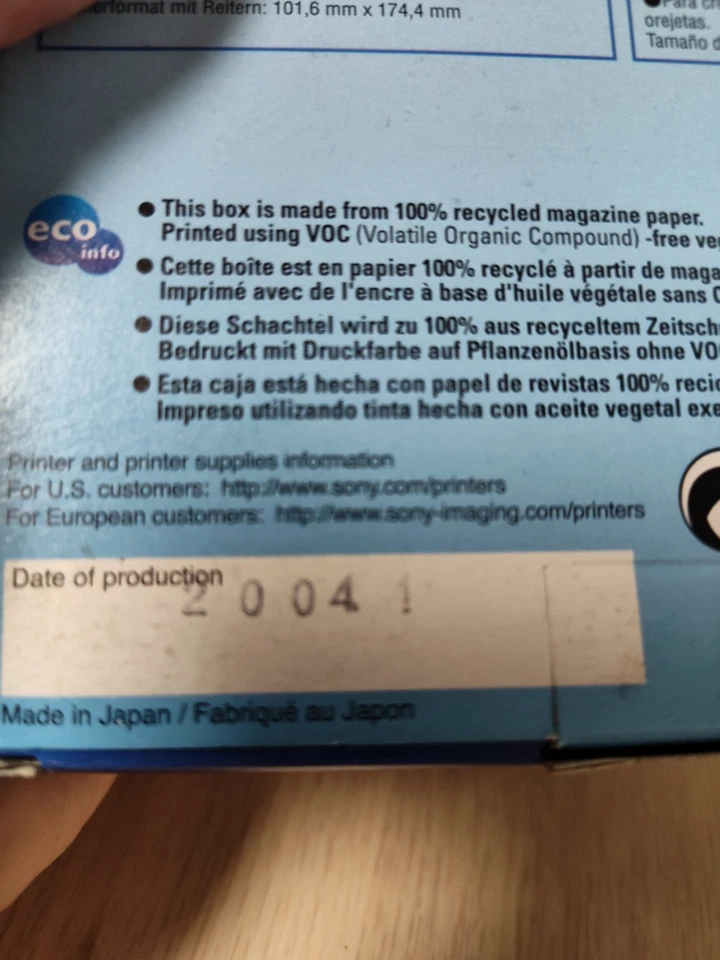 erformat mit Reitern: 101,6 mm x 174,4 mm
● Para cr
orejetas.
Tamaño d
eco
info
● This box is made from 100% recycled magazine paper.
Printed using VOC (Volatile Organic Compound) -free ve
● Cette boîte est en papier 100% recyclé à partir de maga
Imprimé avec de l'encre à base d'huile végétale sans
● Diese Schachtel wird zu 100% aus recyceltem Zeitsch
Bedruckt mit Druckfarbe auf Pflanzenölbasis ohne VO
● Esta caja está hecha con papel de revistas 100% recic
Impreso utilizando tinta hecha con aceite vegetal exe
Printer and printer supplies information
For U.S. customers: http://www.sony.com/printers
For European customers: http://www.sony-imaging.com/printers
Date of production
2004
Made in Japan / Fabriqué au Japon